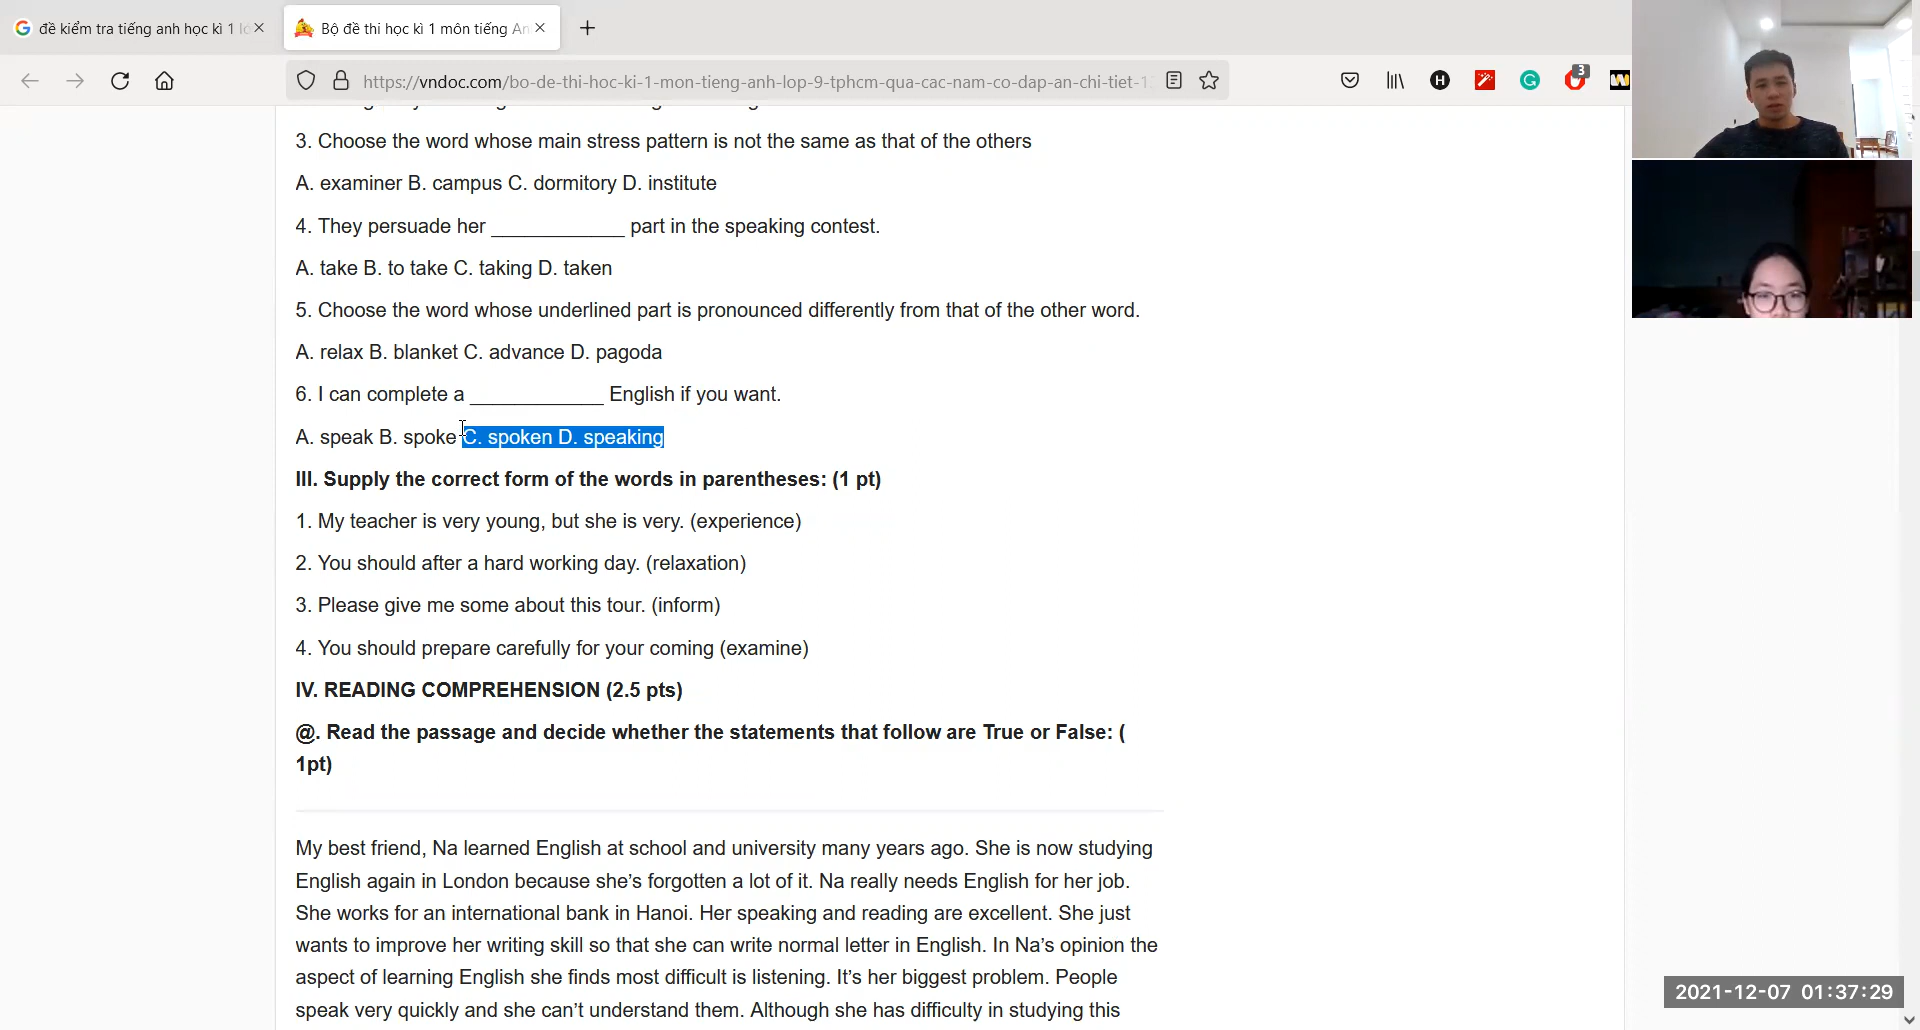 đề kiểm tra tiếng anh học kì 1
Bộ đề thi học kì 1 môn tiếng An
https://vndoc.com/bo-de-thi-hoc-ki-1-mon-tieng-anh-lop-9-tphcm-qua-cac-nam-co-dap-an-chi-tiet-1
3
3. Choose the word whose main stress pattern is not the same as that of the others
A. examiner B. campus C. dormitory D. institute
4. They persuade her ____________ part in the speaking contest.
A. take B. to take C. taking D. taken
5. Choose the word whose underlined part is pronounced differently from that of the other word.
A. relax B. blanket C. advance D. pagoda
6. I can complete a ____________ English if you want.
A. speak B. spoke C. spoken D. speaking
III. Supply the correct form of the words in parentheses: (1 pt)
1. My teacher is very young, but she is very. (experience)
2. You should after a hard working day. (relaxation)
3. Please give me some about this tour. (inform)
4. You should prepare carefully for your coming (examine)
IV. READING COMPREHENSION (2.5 pts)
@. Read the passage and decide whether the statements that follow are True or False: (
1pt)
My best friend, Na learned English at school and university many years ago. She is now studying
English again in London because she’s forgotten a lot of it. Na really needs English for her job.
She works for an international bank in Hanoi. Her speaking and reading are excellent. She just
wants to improve her writing skill so that she can write normal letter in English. In Na’s opinion the
aspect of learning English she finds most difficult is listening. It’s her biggest problem. People
speak very quickly and she can’t understand them. Although she has difficulty in studying this
2021-12-07 01:37:29